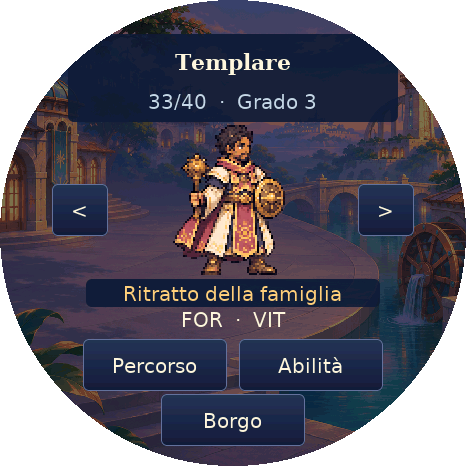 Templare
33/40 · Grado 3
< >
Ritratto della famiglia
FOR · VIT
Percorso Abilità
Borgo